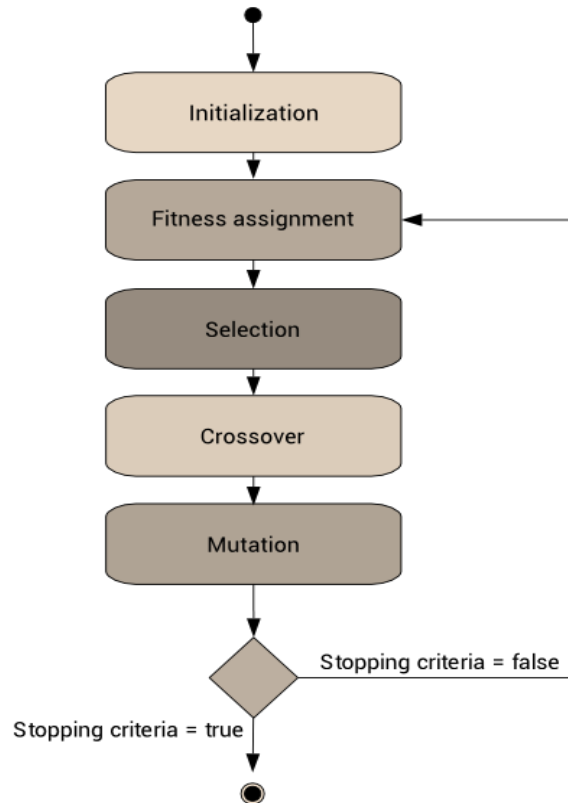 Initialization
Fitness assignment
Selection
Crossover
Mutation
Stopping criteria = false
Stopping criteria = true